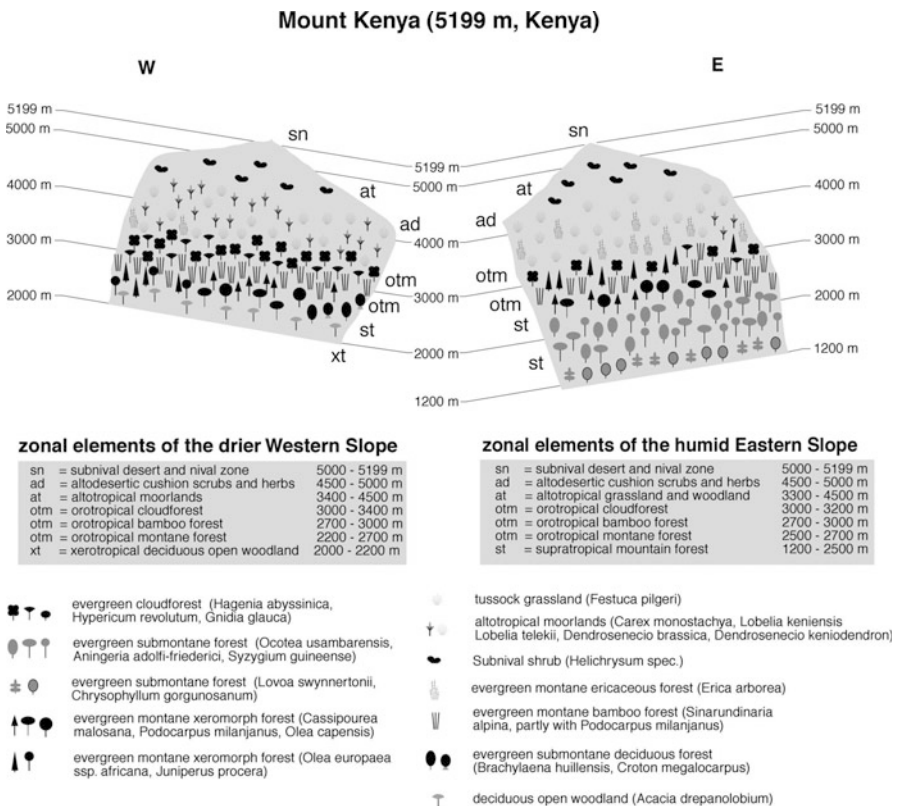 Mount Kenya (5199 m, Kenya)
W
E
5199 m
5000 m
4000 m
3000 m
2000 m
sn
at
ad
otm
otm
st
xt
5199 m
5000 m
4000 m
3000 m
2000 m
1200 m
sn
at
ad
otm
otm
st
st
5199 m
5000 m
4000 m
3000 m
2000 m
1200 m
zonal elements of the drier Western Slope
sn = subnival desert and nival zone 5000 - 5199 m
ad = altodesertic cushion scrubs and herbs 4500 - 5000 m
at = altotropical moorlands 3400 - 4500 m
otm = orotropical cloudforest 3000 - 3400 m
otm = orotropical bamboo forest 2700 - 3000 m
otm = orotropical montane forest 2200 - 2700 m
xt = xerotropical deciduous open woodland 2000 - 2200 m
zonal elements of the humid Eastern Slope
sn = subnival desert and nival zone 5000 - 5199 m
ad = altodesertic cushion scrubs and herbs 4500 - 5000 m
at = altotropical grassland and woodland 3300 - 4500 m
otm = orotropical cloudforest 3000 - 3200 m
otm = orotropical bamboo forest 2700 - 3000 m
otm = orotropical montane forest 2500 - 2700 m
st = supratropical mountain forest 1200 - 2500 m
evergreen cloudforest (Hagenia abyssinica,
Hypericum revolutum, Gnidia glauca)
evergreen submontane forest (Ocotea usambarensis,
Aningeria adolfi-friederici, Syzygium guineense)
evergreen submontane forest (Lovoa swynnertonii,
Chrysophyllum gorgunosanum)
evergreen montane xeromorph forest (Cassipourea
malosana, Podocarpus milanjanus, Olea capensis)
evergreen montane xeromorph forest (Olea europaea
ssp. africana, Juniperus procera)
tussock grassland (Festuca pilgeri)
altotropical moorlands (Carex monostachya, Lobelia keniensis
Lobelia telekii, Dendrosenecio brassica, Dendrosenecio keniodendron)
Subnival shrub (Helichrysum spec.)
evergreen montane ericaceous forest (Erica arborea)
evergreen montane bamboo forest (Sinarundinaria
alpina, partly with Podocarpus milanjanus)
evergreen submontane deciduous forest
(Brachylaena huillensis, Croton megalocarpus)
deciduous open woodland (Acacia drepanolobium)